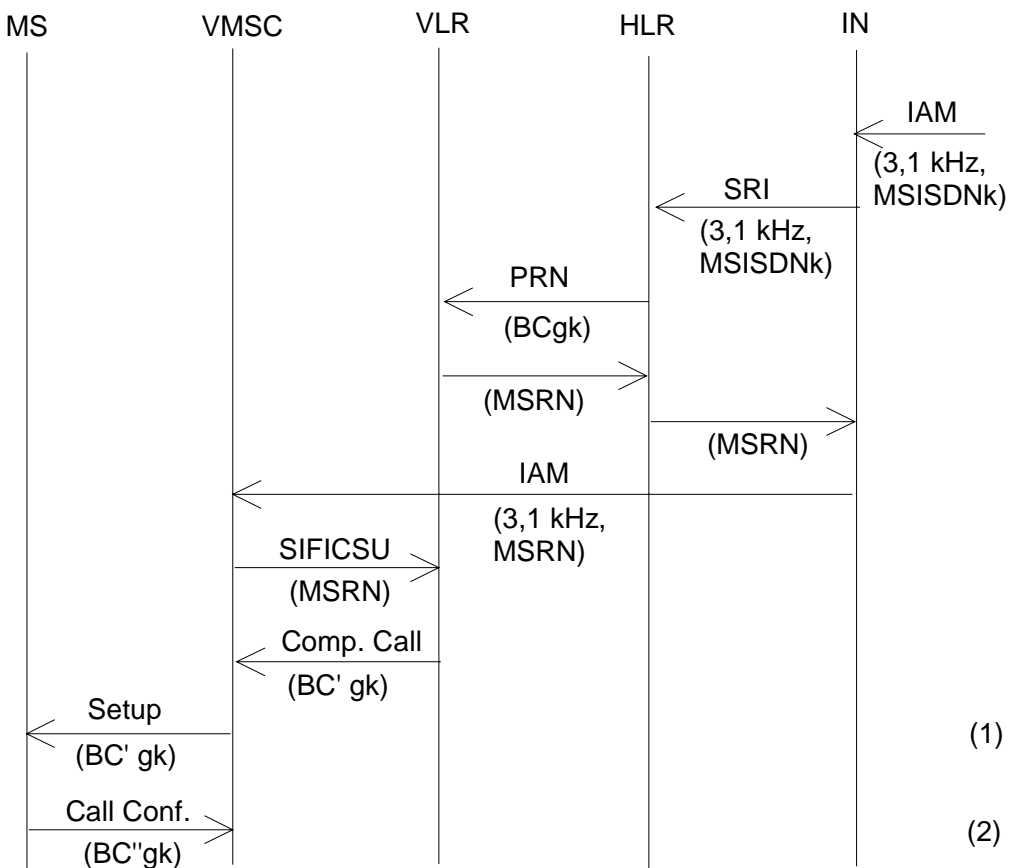 MS VMSC VLR HLR IN
IAM
(3,1 kHz,
MSISDNk)
SRI
(3,1 kHz,
MSISDNk)
PRN
(BCgk)
(MSRN)
(MSRN)
IAM
(3,1 kHz,
MSRN)
SIFICSU
(MSRN)
Comp. Call
(BC' gk)
Setup
(BC' gk)
(1)
Call Conf.
(BC"gk)
(2)